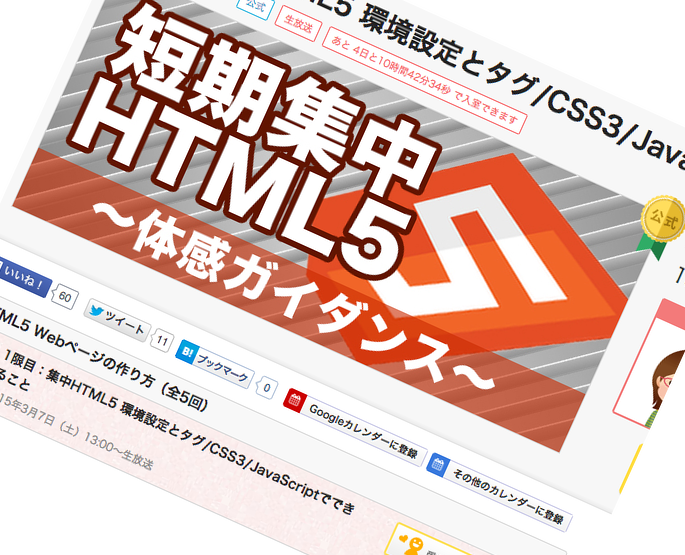 ML5 環境設定とタグ/CSS3/Java
公式
生放送
あと 4日と10時間42分34秒 で入室できます
短期集中
HTML5
〜体感ガイダンス〜
公式
いいね！
60
ツイート
11
B!
ブックマーク
0
Googleカレンダーに登録
その他のカレンダーに登録
ML5 Webページの作り方（全5回）
1限目：集中HTML5 環境設定とタグ/CSS3/JavaScriptででき
ること
15年3月7日（土）13:00〜生放送